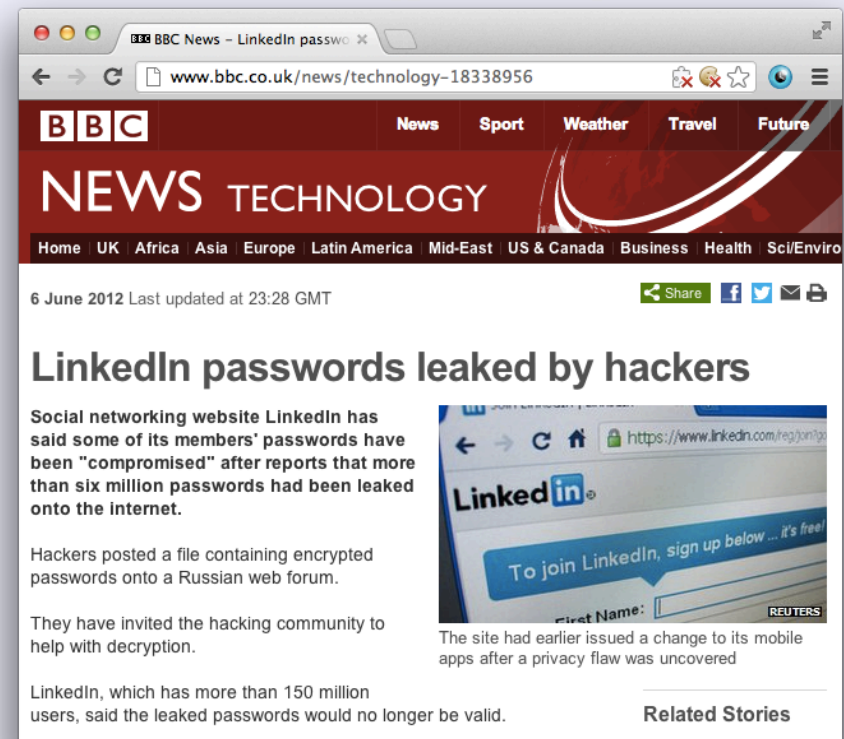 BBC News – LinkedIn passwo
www.bbc.co.uk/news/technology-18338956
BBC
News Sport Weather Travel Future
NEWS TECHNOLOGY
Home UK Africa Asia Europe Latin America Mid-East US & Canada Business Health Sci/Enviro
6 June 2012 Last updated at 23:28 GMT
Share
LinkedIn passwords leaked by hackers
Social networking website LinkedIn has
said some of its members' passwords have
been "compromised" after reports that more
than six million passwords had been leaked
onto the internet.
Hackers posted a file containing encrypted
passwords onto a Russian web forum.
They have invited the hacking community to
help with decryption.
LinkedIn, which has more than 150 million
users, said the leaked passwords would no longer be valid.
https://www.linkedin.com/reg/join?go
Linked in
To join LinkedIn, sign up below ... it's free!
First Name:
REUTERS
The site had earlier issued a change to its mobile
apps after a privacy flaw was uncovered
Related Stories